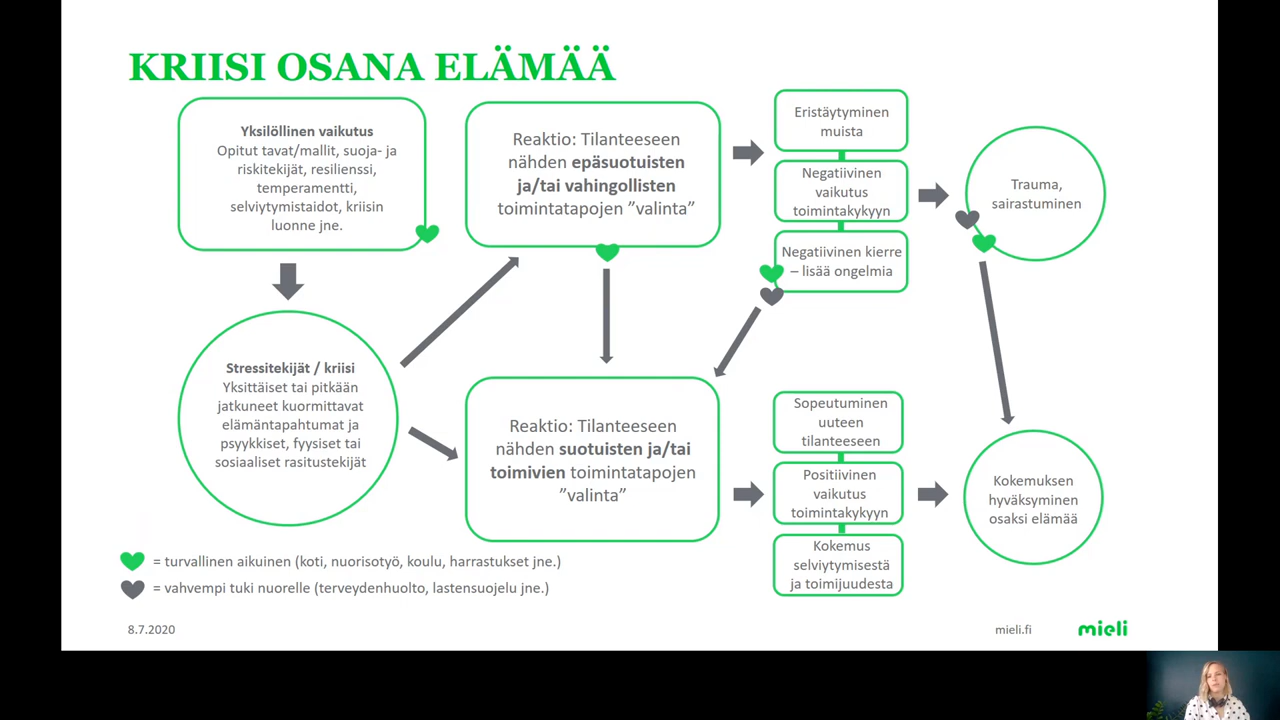 KRIISI OSANA ELÄMÄÄ
Yksilöllinen vaikutus
Opitut tavat/mallit, suoja- ja
riskitekijät, resilienssi,
temperamentti,
selviytymistaidot, kriisin
luonne jne.
Stressitekijät / kriisi
Yksittäiset tai pitkään
jatkuneet kuormittavat
elämäntapahtumat ja
psyykkiset, fyysiset tai
sosiaaliset rasitustekijät
Reaktio: Tilanteeseen
nähden epäsuotuisten
ja/tai vahingollisten
toimintatapojen ”valinta”
Reaktio: Tilanteeseen
nähden suotuisten ja/tai
toimivien toimintatapojen
”valinta”
Eristäytyminen
muista
Negatiivinen
vaikutus
toimintakykyyn
Negatiivinen kierre
– lisää ongelmia
Trauma,
sairastuminen
Sopeutuminen
uuteen
tilanteeseen
Positiivinen
vaikutus
toimintakykyyn
Kokemus
selviytymisestä
ja toimijuudesta
Kokemuksen
hyväksyminen
osaksi elämää
= turvallinen aikuinen (koti, nuorisotyö, koulu, harrastukset jne.)
= vahvempi tuki nuorelle (terveydenhuolto, lastensuojelu jne.)
8.7.2020
mieli.fi
mieli